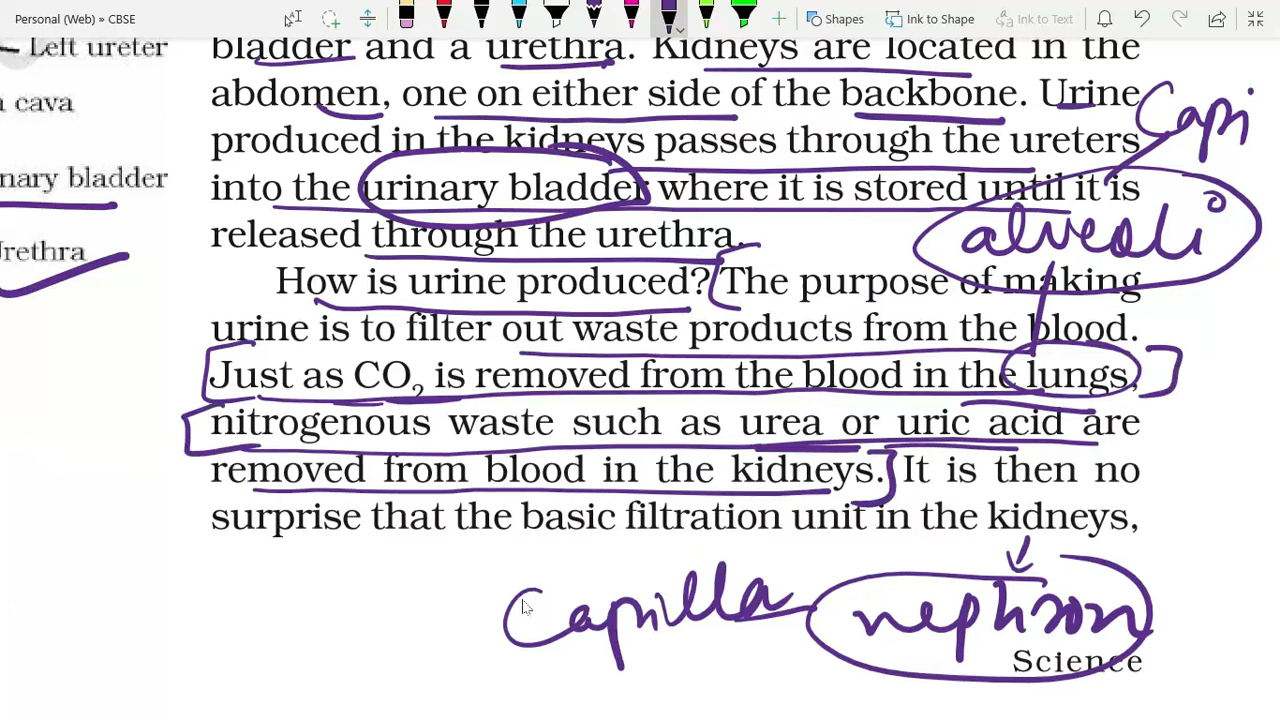 Personal (Web) » CBSE
Shapes
Ink to Shape
Ink to Text
Left ureter
cava
nary bladder
Urethra
bladder and a urethra. Kidneys are located in the
abdomen, one on either side of the backbone. Urine
produced in the kidneys passes through the ureters
into the urinary bladder where it is stored until it is
released through the urethra.
How is urine produced? The purpose of making
urine is to filter out waste products from the blood.
Just as CO₂ is removed from the blood in the lungs,
nitrogenous waste such as urea or uric acid are
removed from blood in the kidneys. It is then no
surprise that the basic filtration unit in the kidneys,
Capi
alveoli
Capilla
nephron
Science